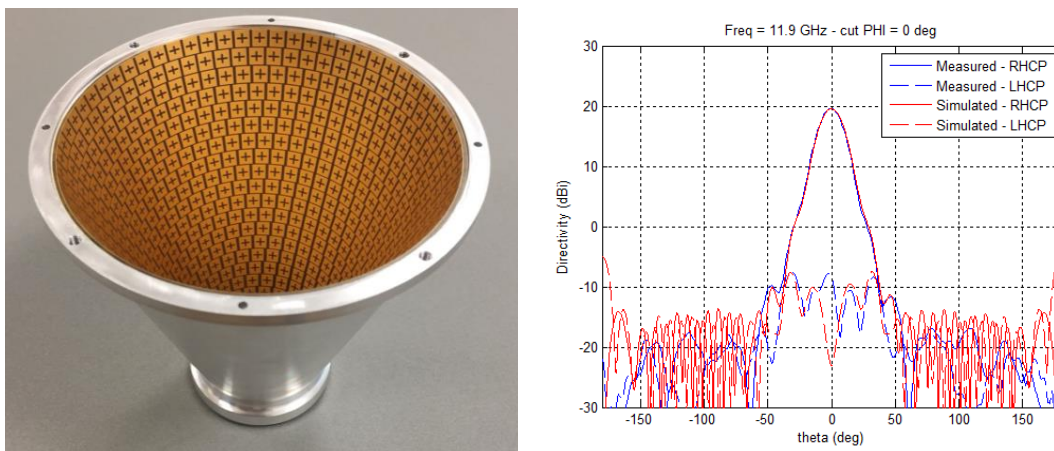 Freq = 11.9 GHz - cut PHI = 0 deg
Measured - RHCP
Measured - LHCP
Simulated - RHCP
Simulated - LHCP
Directivity (dBi)
30
20
10
0
-10
-20
-30
-150
-100
-50
0
50
100
150
theta (deg)